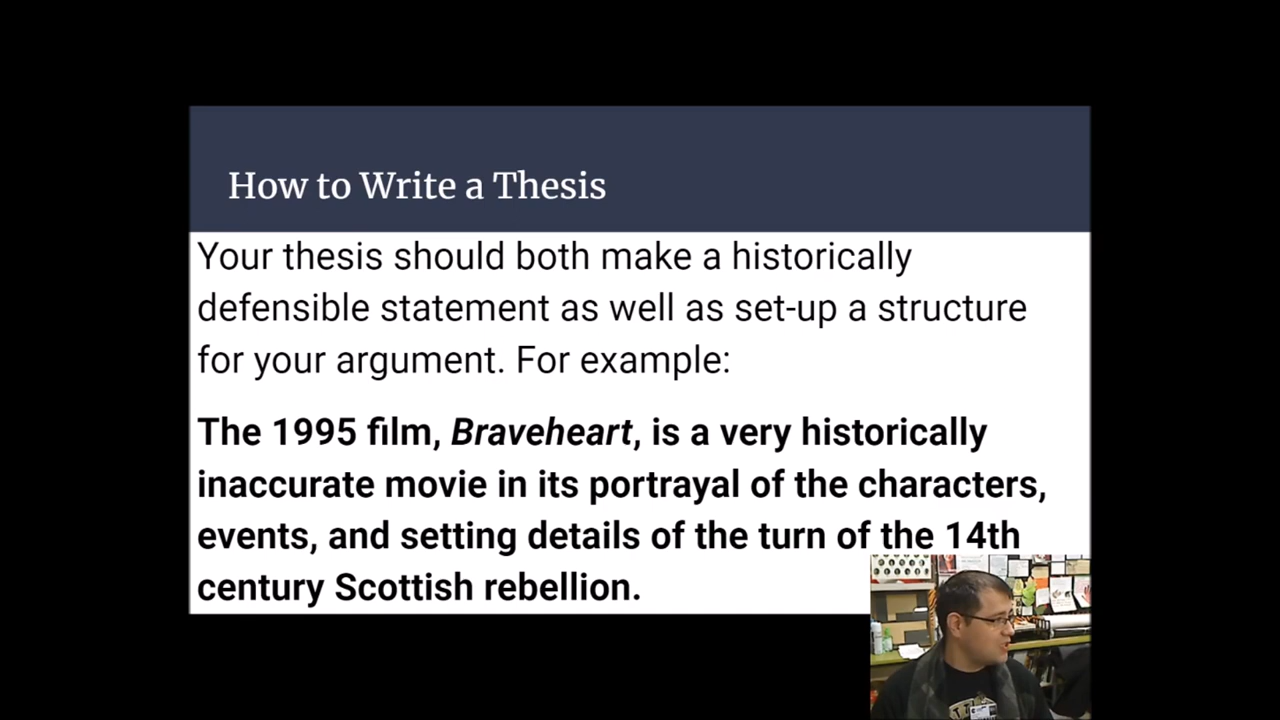 How to Write a Thesis
Your thesis should both make a historically
defensible statement as well as set-up a structure
for your argument. For example:
The 1995 film, Braveheart, is a very historically
inaccurate movie in its portrayal of the characters,
events, and setting details of the turn of the 14th
century Scottish rebellion.